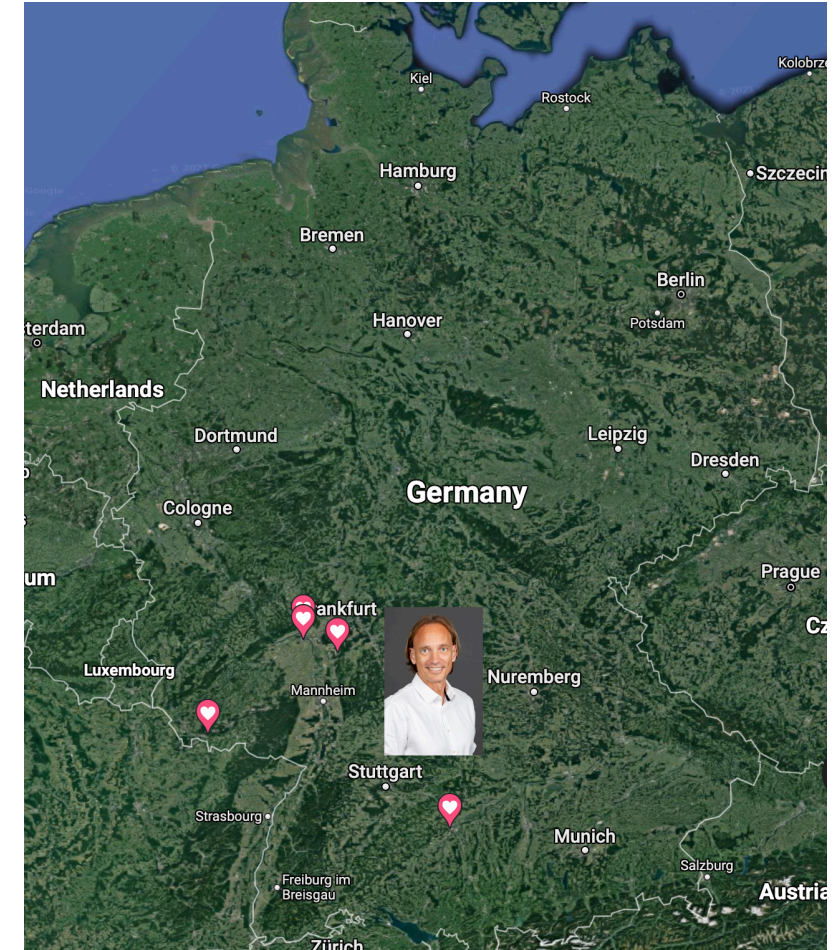 Kiel
Kolobrze
Rostock
Hamburg
Szczecin
Bremen
Berlin
Potsdam
terdam
Hanover
Netherlands
Dortmund
Leipzig
Dresden
Germany
Cologne
Prague
um
ankfurt
Cz
Luxembourg
Nuremberg
Mannheim
Stuttgart
Strasbourg
Munich
Salzburg
Freiburg im
Breisgau
Austria
Zürich